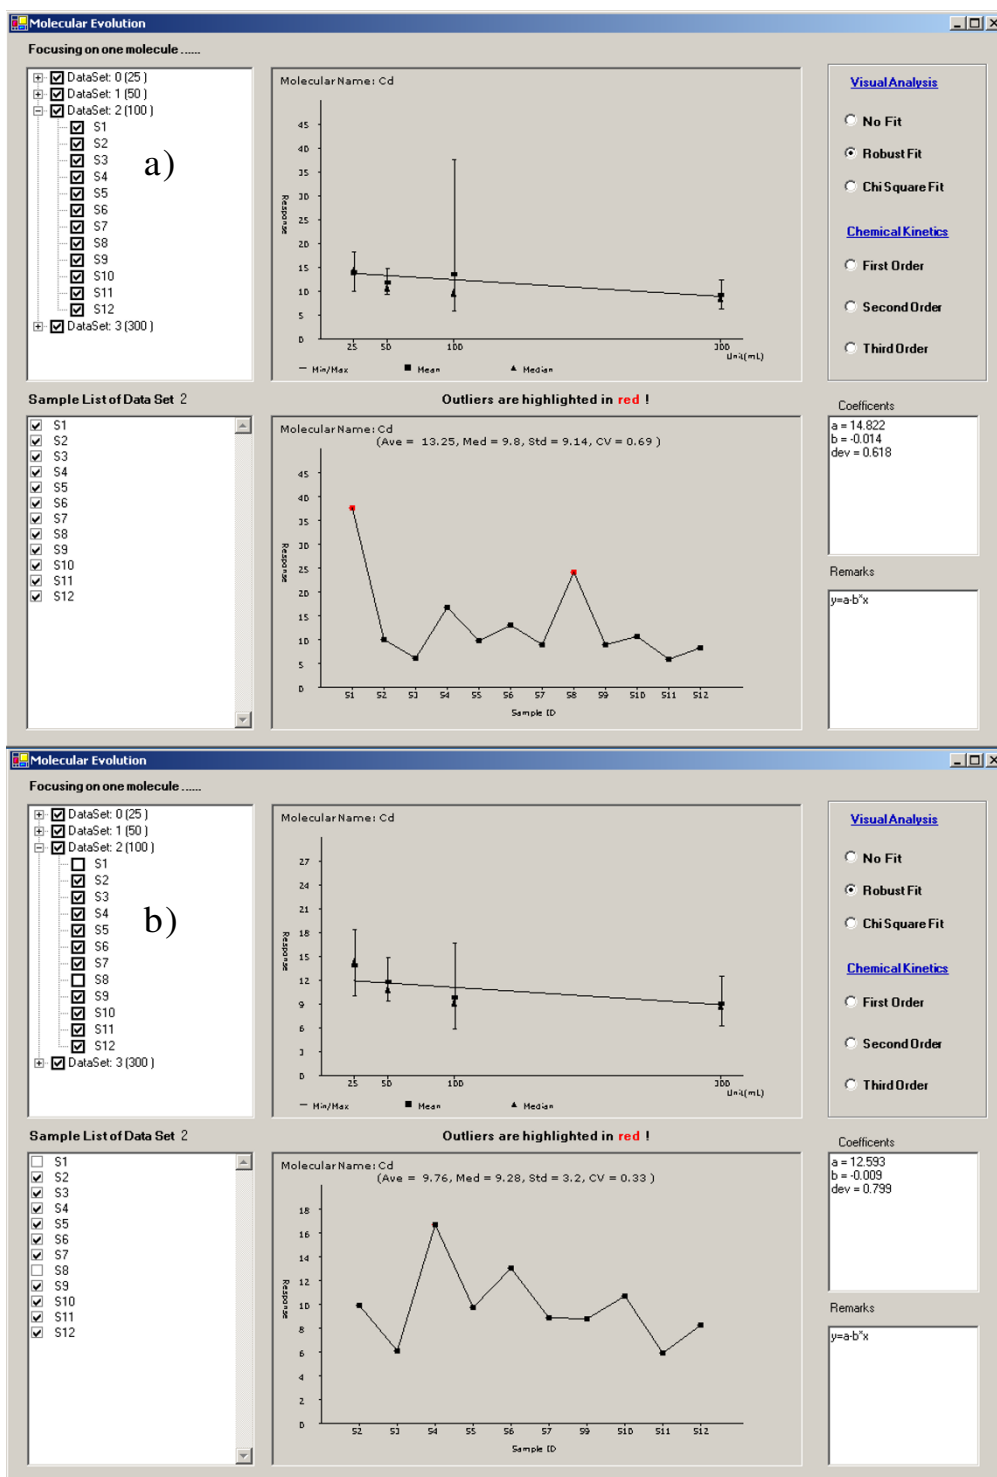 Molecular Evolution
Focusing on one molecule ......
DataSet: 0 (25 )
DataSet: 1 (50 )
DataSet: 2 (100 )
S1
S2
S3
S4
S5
S6
S7
S8
S9
S10
S11
S12
DataSet: 3 (300 )
a)
Molecular Name: Cd
45
40
35
30
25
20
15
10
5
0
Response
25 50 100 300
Unit(mL)
Min/Max Mean Median
Visual Analysis
No Fit
Robust Fit
Chi Square Fit
Chemical Kinetics
First Order
Second Order
Third Order
Sample List of Data Set 2
S1
S2
S3
S4
S5
S6
S7
S8
S9
S10
S11
S12
Outliers are highlighted in red !
Molecular Name: Cd
(Ave = 13.25, Med = 9.8, Std = 9.14, CV = 0.69 )
45
40
35
30
25
20
15
10
5
0
Response
S1 S2 S3 S4 S5 S6 S7 S8 S9 S10 S11 S12
Sample ID
Coefficents
a = 14.822
b = -0.014
dev = 0.618
Remarks
y=a-b*x
Molecular Evolution
Focusing on one molecule ......
DataSet: 0 (25 )
DataSet: 1 (50 )
DataSet: 2 (100 )
S1
S2
S3
S4
S5
S6
S7
S8
S9
S10
S11
S12
DataSet: 3 (300 )
b)
Molecular Name: Cd
27
24
21
18
15
12
9
6
3
0
Response
25 50 100 300
Unit(mL)
Min/Max Mean Median
Visual Analysis
No Fit
Robust Fit
Chi Square Fit
Chemical Kinetics
First Order
Second Order
Third Order
Sample List of Data Set 2
S1
S2
S3
S4
S5
S6
S7
S8
S9
S10
S11
S12
Outliers are highlighted in red !
Molecular Name: Cd
(Ave = 9.76, Med = 9.28, Std = 3.2, CV = 0.33 )
18
16
14
12
10
8
6
4
2
0
Response
S2 S3 S4 S5 S6 S7 S9 S10 S11 S12
Sample ID
Coefficents
a = 12.593
b = -0.009
dev = 0.799
Remarks
y=a-b*x